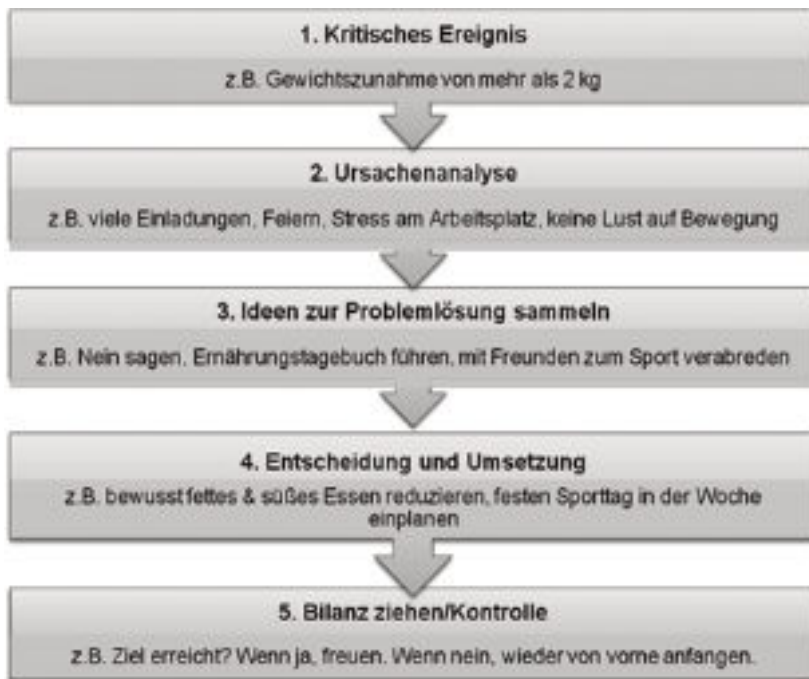 1. Kritisches Ereignis
z.B. Gewichtszunahme von mehr als 2 kg
2. Ursachenanalyse
z.B. viele Einladungen, Feiern, Stress am Arbeitsplatz, keine Lust auf Bewegung
3. Ideen zur Problemlösung sammeln
z.B. Nein sagen, Ernährungstagebuch führen, mit Freunden zum Sport verabreden
4. Entscheidung und Umsetzung
z.B. bewusst fettes & süßes Essen reduzieren, festen Sporttag in der Woche
einplanen
5. Bilanz ziehen/Kontrolle
z.B. Ziel erreicht? Wenn ja, freuen. Wenn nein, wieder von vorne anfangen.